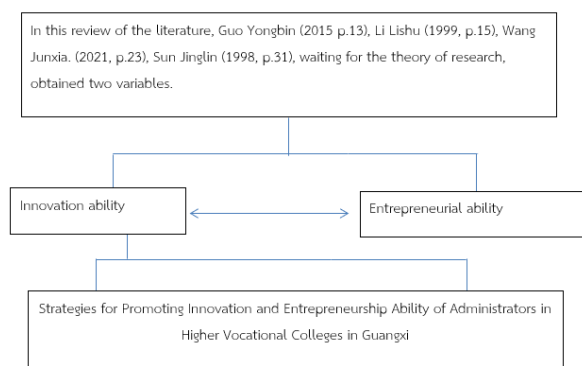 In this review of the literature, Guo Yongbin (2015 p.13), Li Lishu (1999, p.15), Wang
Junxia. (2021, p.23), Sun Jinglin (1998, p.31), waiting for the theory of research,
obtained two variables.
Innovation ability
Entrepreneurial ability
Strategies for Promoting Innovation and Entrepreneurship Ability of Administrators in
Higher Vocational Colleges in Guangxi